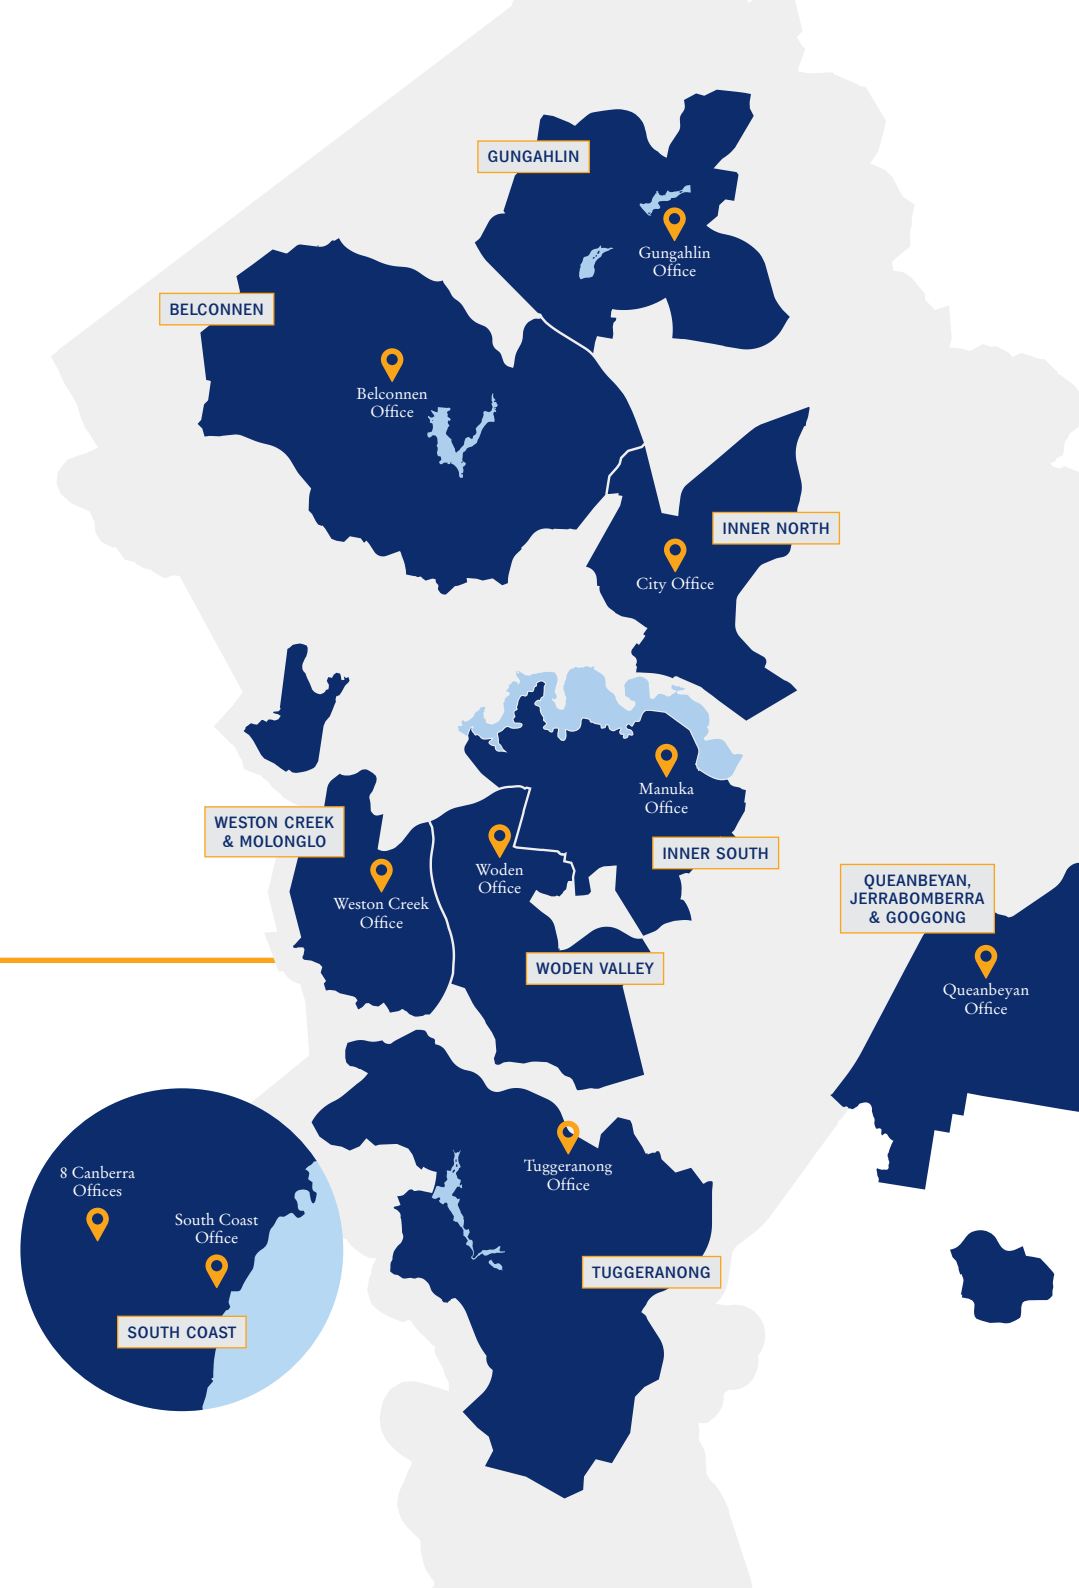 GUNGAHLIN
Gungahlin
Office
BELCONNEN
Belconnen
Office
INNER NORTH
City Office
Manuka
Office
WESTON CREEK
& MOLONGLO
INNER SOUTH
Woden
Office
Weston Creek
Office
QUEANBEYAN,
JERRABOMBERRA
& GOOGONG
WODEN VALLEY
Queanbeyan
Office
Tuggeranong
Office
8 Canberra
Offices
South Coast
Office
TUGGERANONG
SOUTH COAST